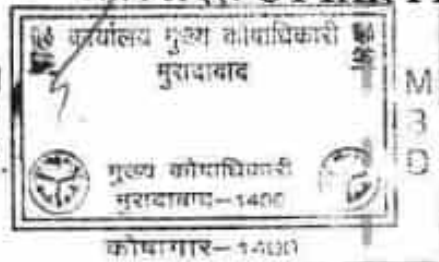 कार्यालय मुख्य कोषाधिकारी
मुरादाबाद
M
B
D
मुख्य कोषाधिकारी
मुरादाबाद-1400
कोषागार-1400